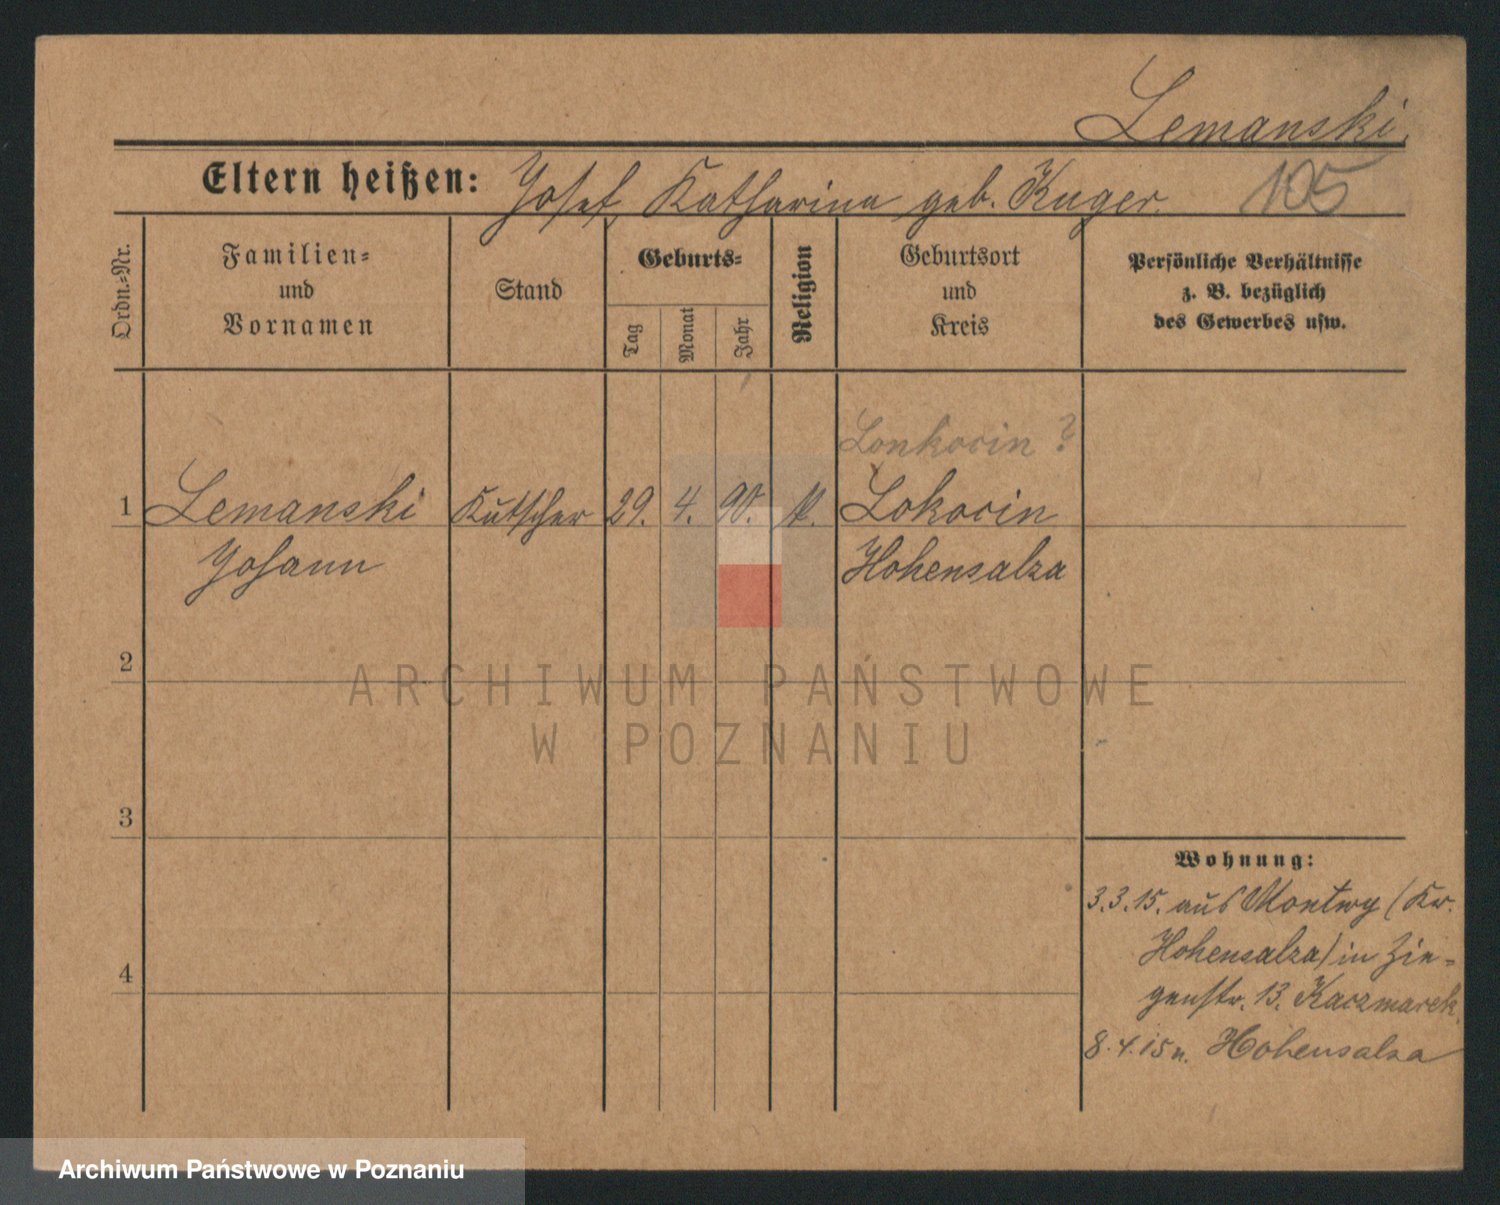 Lemanski.
Eltern heißen: Josef, Katharina geb. Kuger. 105
Ordn.-Nr.
Familien-
und
Vornamen
Stand
Geburts-
Tag
Monat
Jahr
Religion
Geburtsort
und
Kreis
Persönliche Verhältnisse
z. B. bezüglich
des Gewerbes usw.
Lonkocin ?
1 Lemanski Kutscher 29. 4. 90. Lokocin
Johann Hohensalza
2
ARCHIWUM PAŃSTWOWE
W POZNANIU
3
Wohnung:
3.3.15. aus Montwy (Kr.
Hohensalza) in Zie-
genstr. 13. Kaczmarek.
4
8.4.15 n. Hohensalza
Archiwum Państwowe w Poznaniu